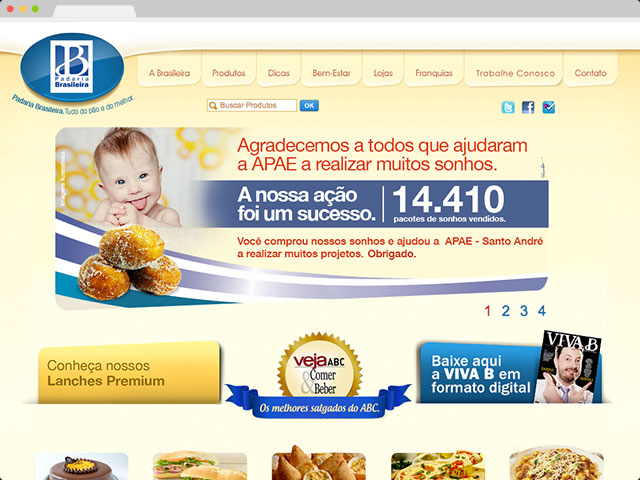 B
Padaria
Brasileira
Padaria Brasileira. Tudo do pão e do melhor.
A Brasileira
Produtos
Dicas
Bem-Estar
Lojas
Franquias
Trabalhe Conosco
Contato
Buscar Produtos
OK
Agradecemos a todos que ajudaram
a APAE a realizar muitos sonhos.
A nossa ação
foi um sucesso.
14.410
pacotes de sonhos vendidos.
Você comprou nossos sonhos e ajudou a APAE - Santo André
a realizar muitos projetos. Obrigado.
1 2 3 4
Conheça nossos
Lanches Premium
veja ABC
Comer
& Beber
Os melhores salgados do ABC.
Baixe aqui
a VIVA B em
formato digital
VIVA B